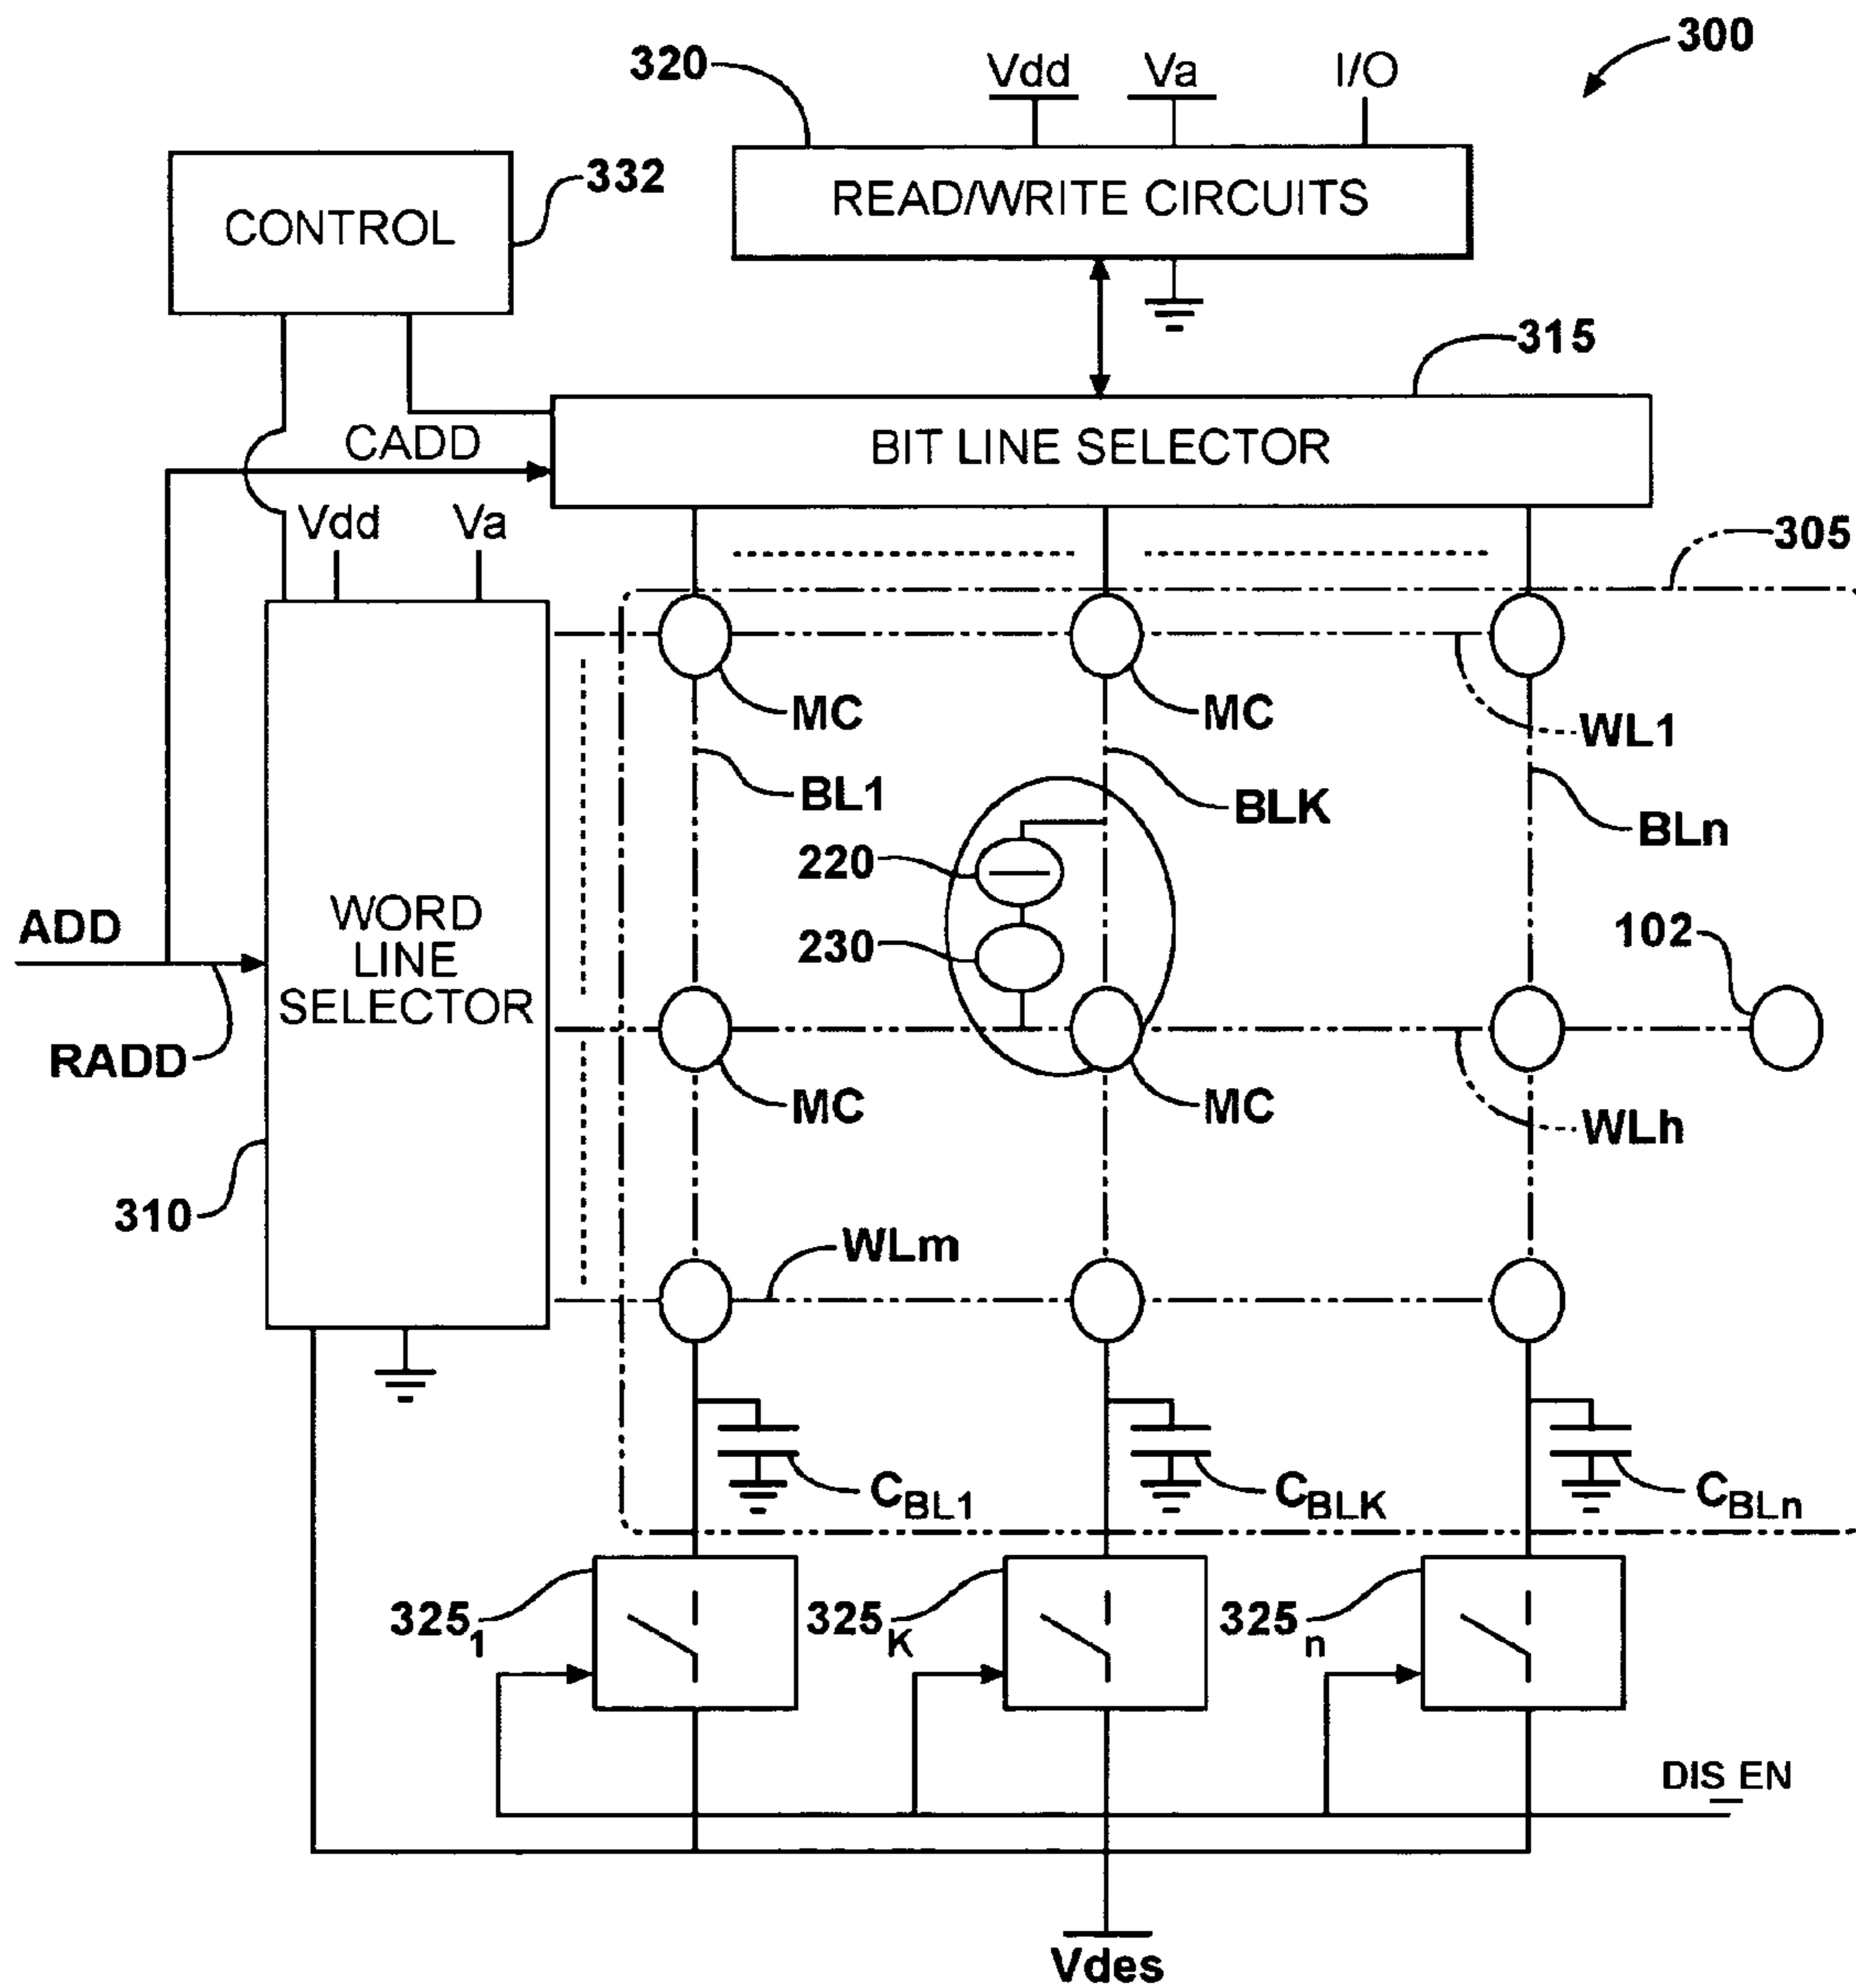 300
320
Vdd
Va
I/O
READ/WRITE CIRCUITS
332
CONTROL
315
CADD
BIT LINE SELECTOR
Vdd
Va
305
MC
MC
WL1
BL1
BLK
BLn
220
230
102
ADD
WORD
LINE
SELECTOR
RADD
MC
MC
WLh
310
WLm
CBL1
CBLK
CBLn
3251
325K
325n
DIS_EN
Vdes